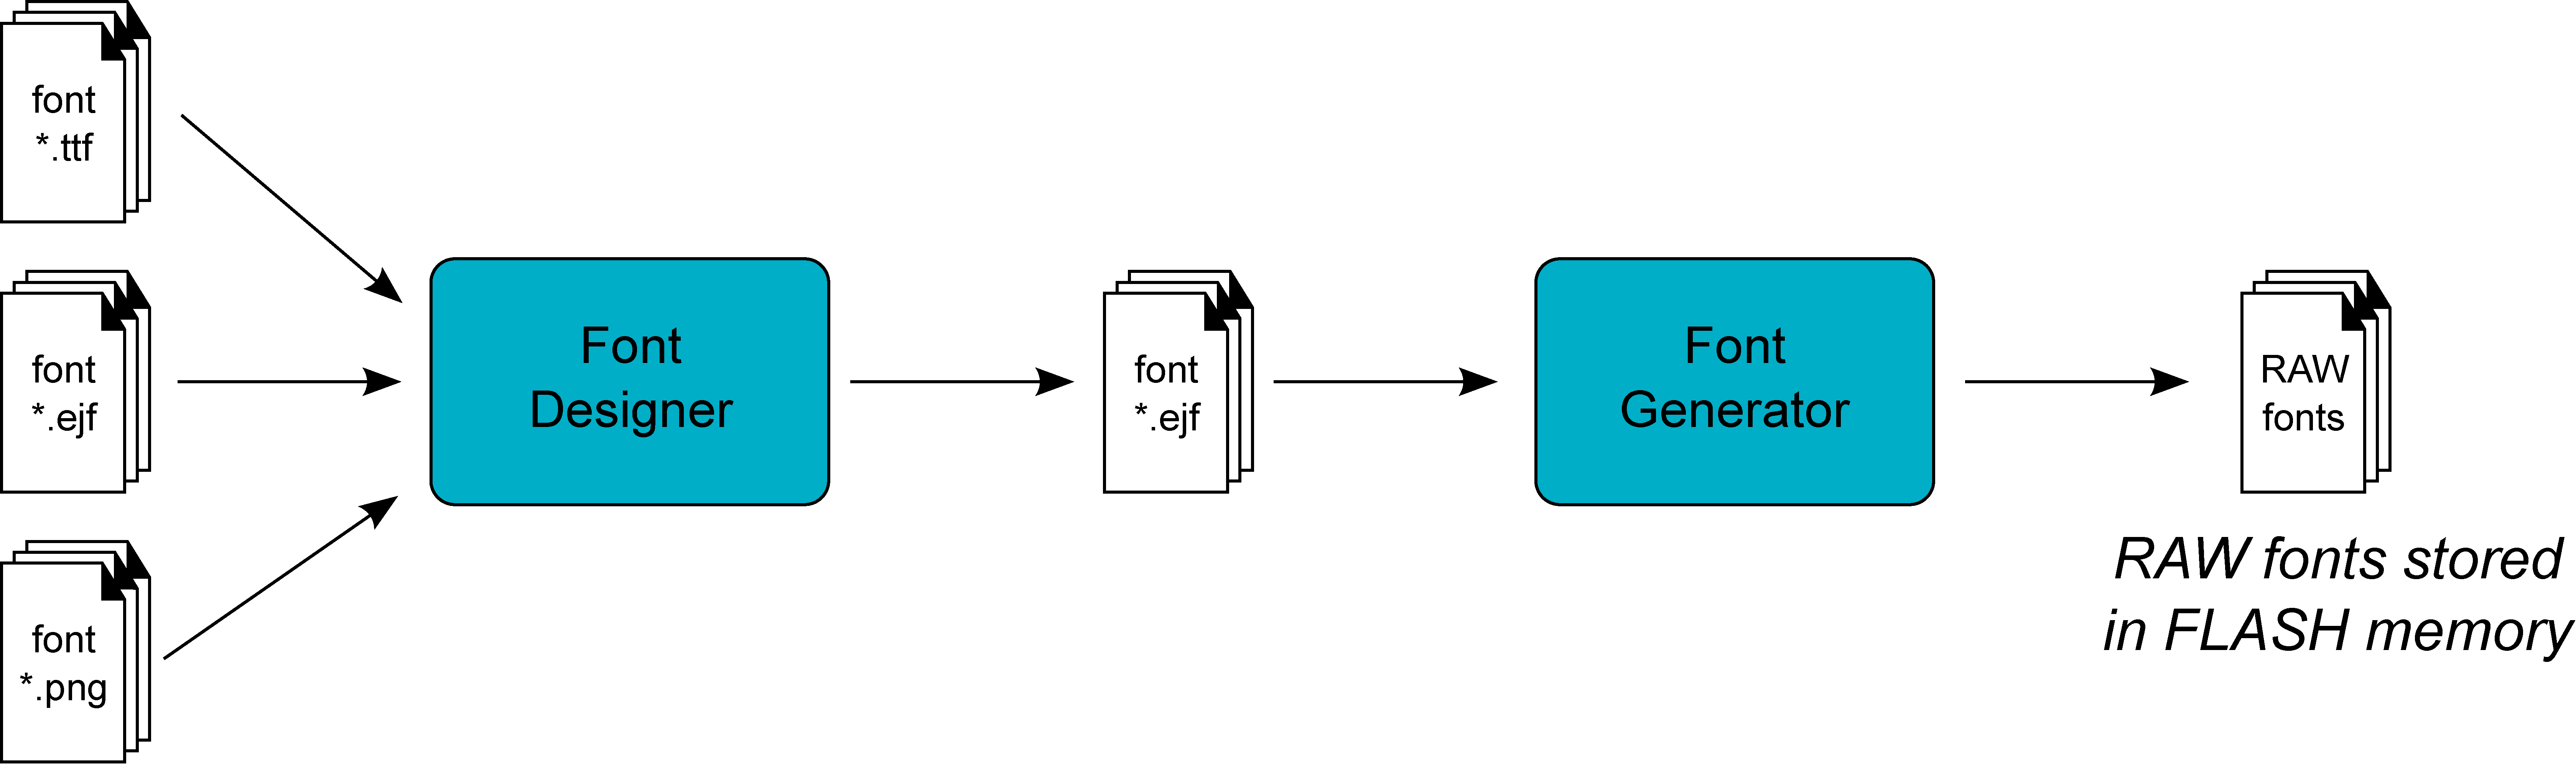 font
*.ttf
font
*.ejf
font
*.png
Font
Designer
font
*.ejf
Font
Generator
RAW
fonts
RAW fonts stored
in FLASH memory